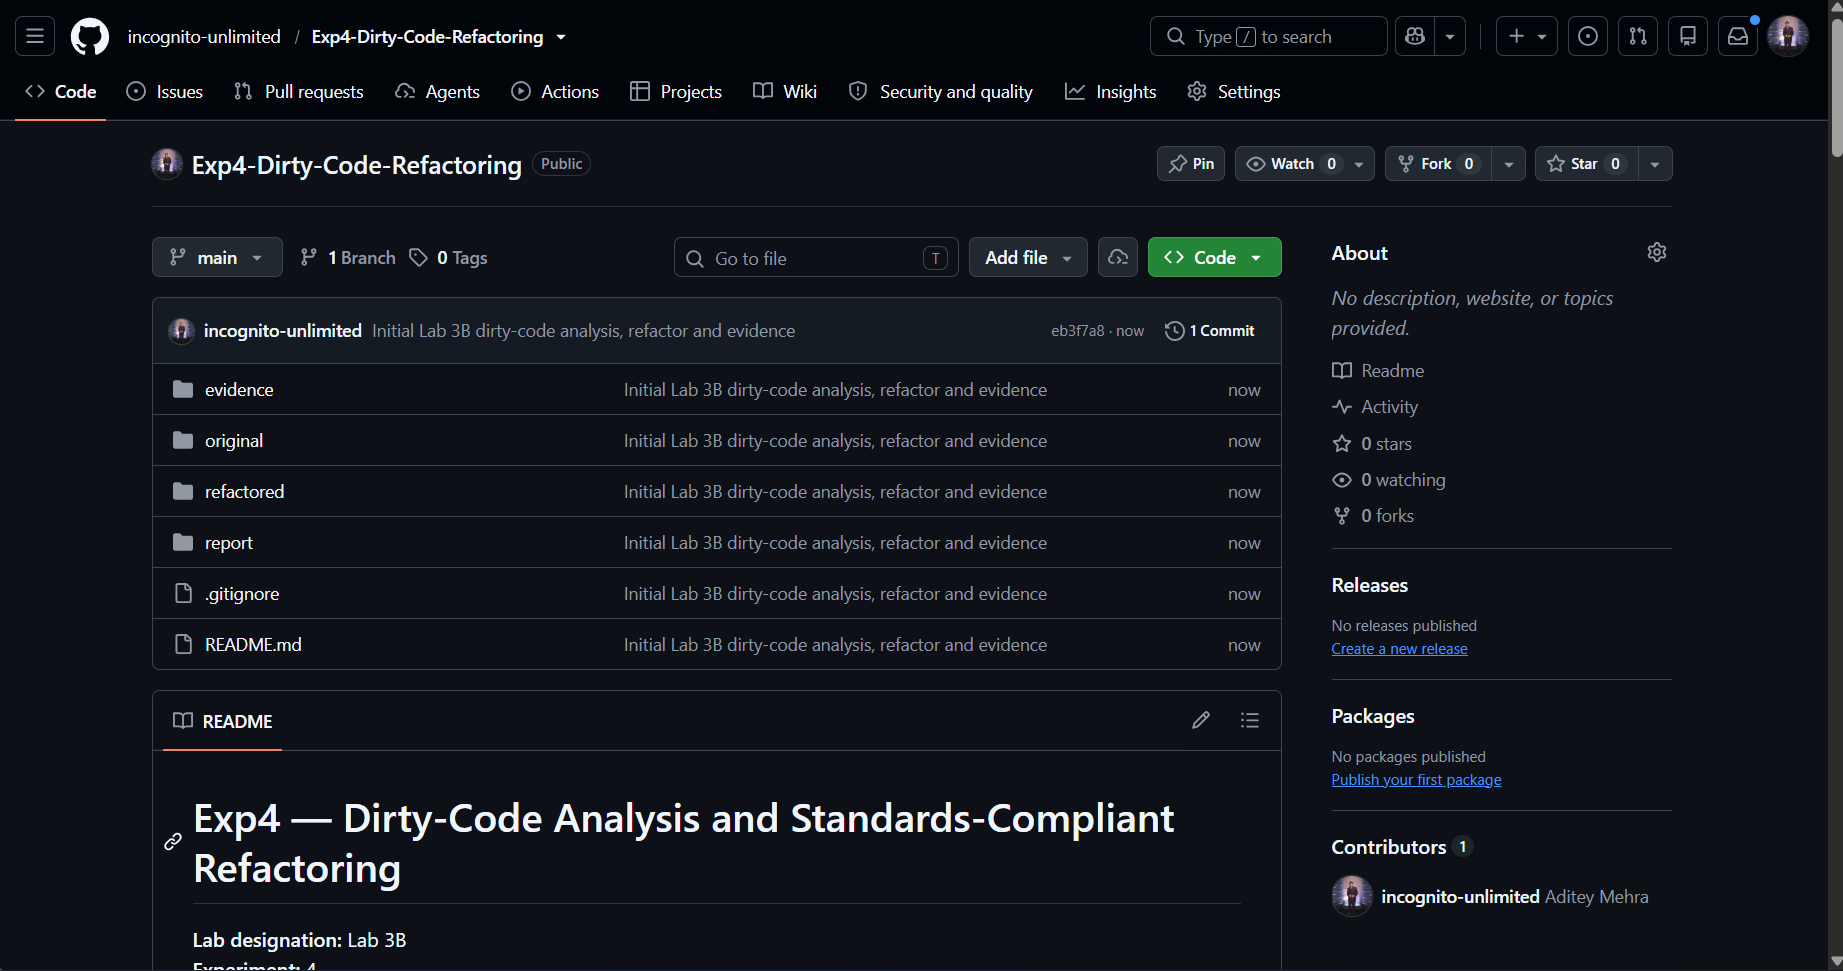 incognito-unlimited / Exp4-Dirty-Code-Refactoring
Type / to search
Code Issues Pull requests Agents Actions Projects Wiki Security and quality Insights Settings
Exp4-Dirty-Code-Refactoring Public
Pin Watch 0 Fork 0 Star 0
main 1 Branch 0 Tags Go to file T Add file Code
incognito-unlimited Initial Lab 3B dirty-code analysis, refactor and evidence eb3f7a8 · now 1 Commit
evidence Initial Lab 3B dirty-code analysis, refactor and evidence now
original Initial Lab 3B dirty-code analysis, refactor and evidence now
refactored Initial Lab 3B dirty-code analysis, refactor and evidence now
report Initial Lab 3B dirty-code analysis, refactor and evidence now
.gitignore Initial Lab 3B dirty-code analysis, refactor and evidence now
README.md Initial Lab 3B dirty-code analysis, refactor and evidence now
README
Exp4 — Dirty-Code Analysis and Standards-Compliant
Refactoring
Lab designation: Lab 3B
Experiment: 4
About
No description, website, or topics
provided.
Readme
Activity
0 stars
0 watching
0 forks
Releases
No releases published
Create a new release
Packages
No packages published
Publish your first package
Contributors 1
incognito-unlimited Aditey Mehra